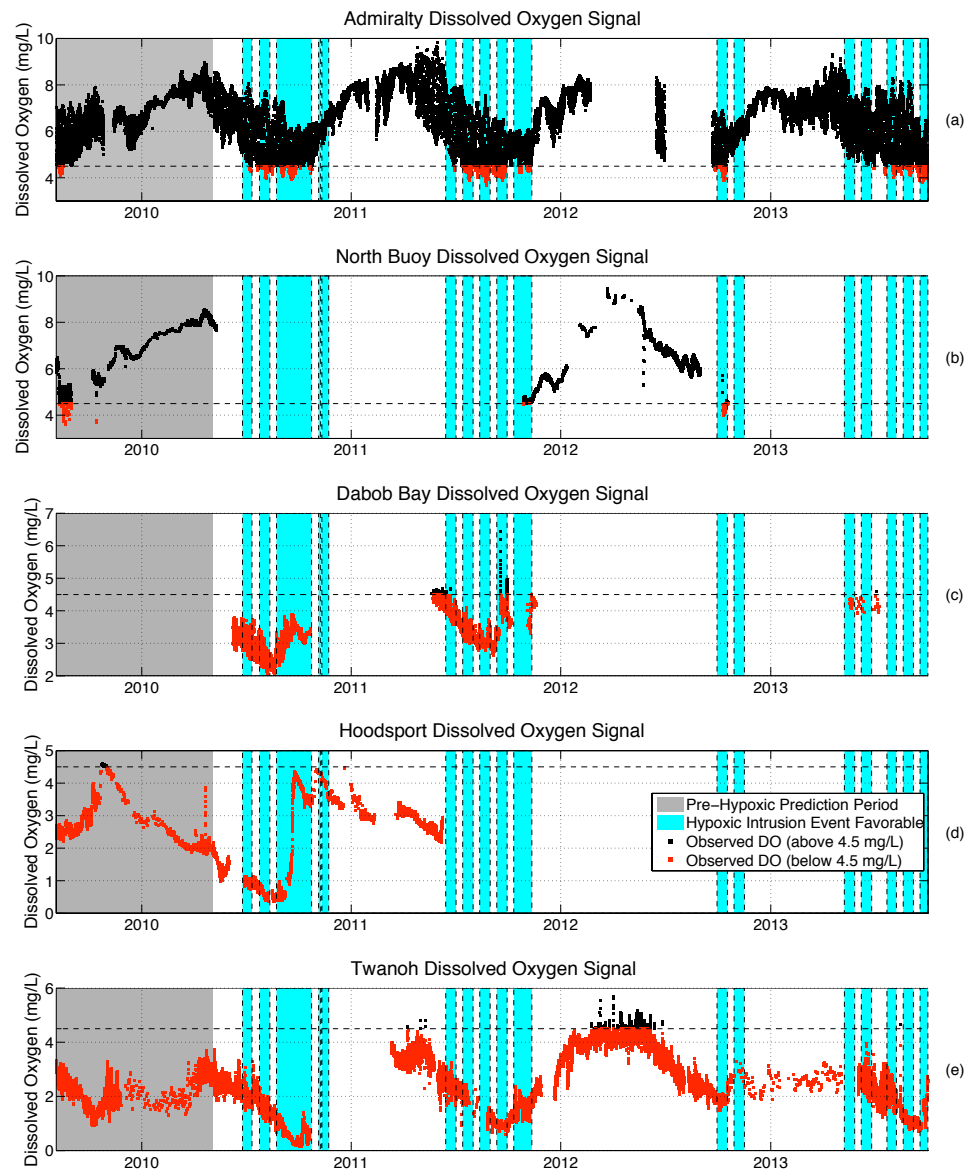 Admiralty Dissolved Oxygen Signal
Dissolved Oxygen (mg/L)
10
8
6
4
2010
2011
2012
2013
(a)
North Buoy Dissolved Oxygen Signal
Dissolved Oxygen (mg/L)
10
8
6
4
2010
2011
2012
2013
(b)
Dabob Bay Dissolved Oxygen Signal
Dissolved Oxygen (mg/L)
7
6
5
4
3
2
2010
2011
2012
2013
(c)
Hoodsport Dissolved Oxygen Signal
Dissolved Oxygen (mg/L)
5
4
3
2
1
0
2010
2011
2012
2013
Pre−Hypoxic Prediction Period
Hypoxic Intrusion Event Favorable
Observed DO (above 4.5 mg/L)
Observed DO (below 4.5 mg/L)
(d)
Twanoh Dissolved Oxygen Signal
Dissolved Oxygen (mg/L)
6
4
2
0
2010
2011
2012
2013
(e)